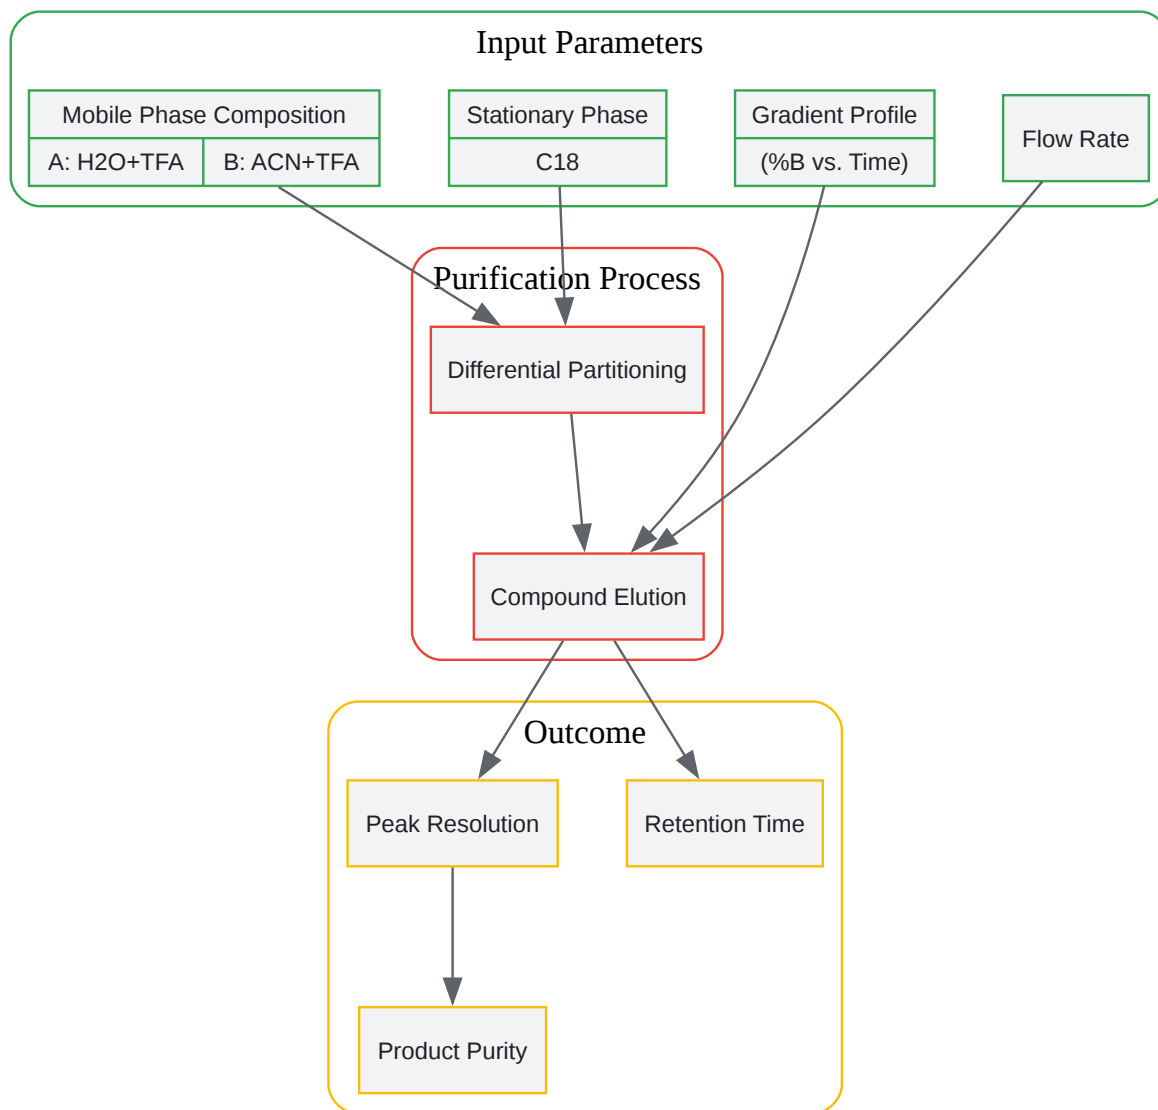 Input Parameters
Mobile Phase Composition
A: H2O+TFA
B: ACN+TFA
Stationary Phase
C18
Gradient Profile
(%B vs. Time)
Flow Rate
Purification Process
Differential Partitioning
Compound Elution
Outcome
Peak Resolution
Retention Time
Product Purity